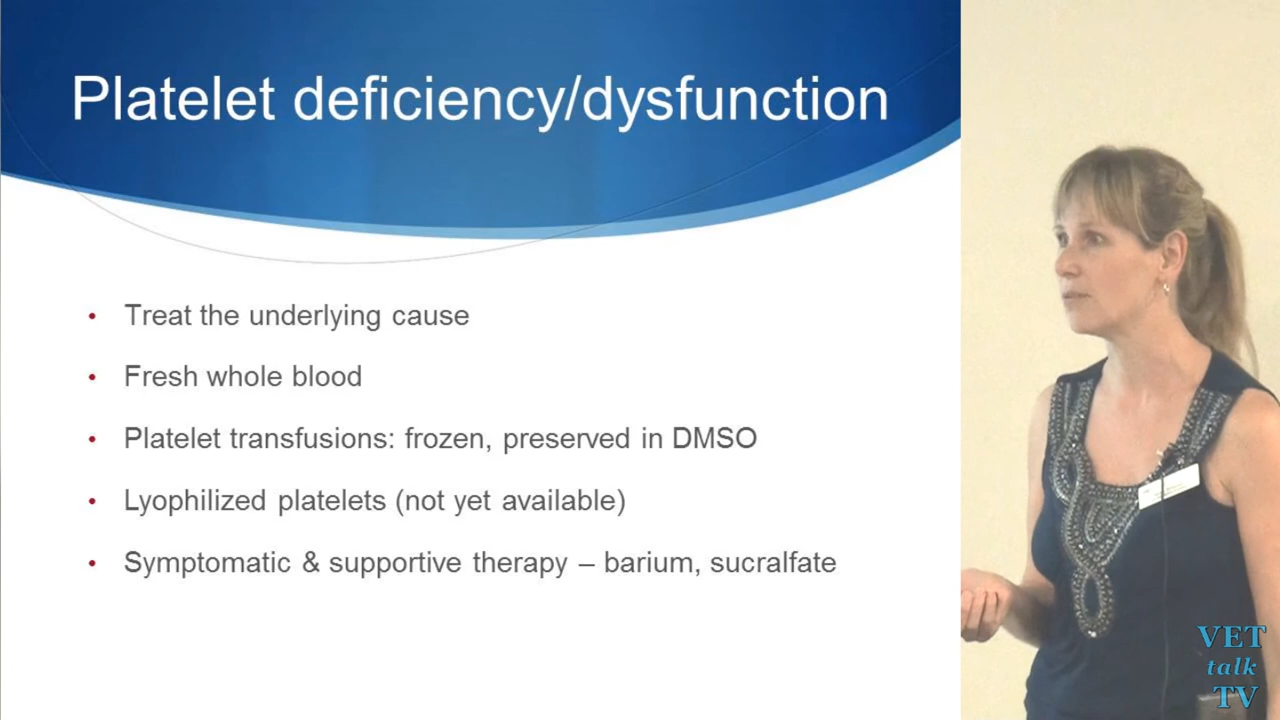 Platelet deficiency/dysfunction
• Treat the underlying cause
• Fresh whole blood
• Platelet transfusions: frozen, preserved in DMSO
• Lyophilized platelets (not yet available)
• Symptomatic & supportive therapy – barium, sucralfate
VET
talk
TV